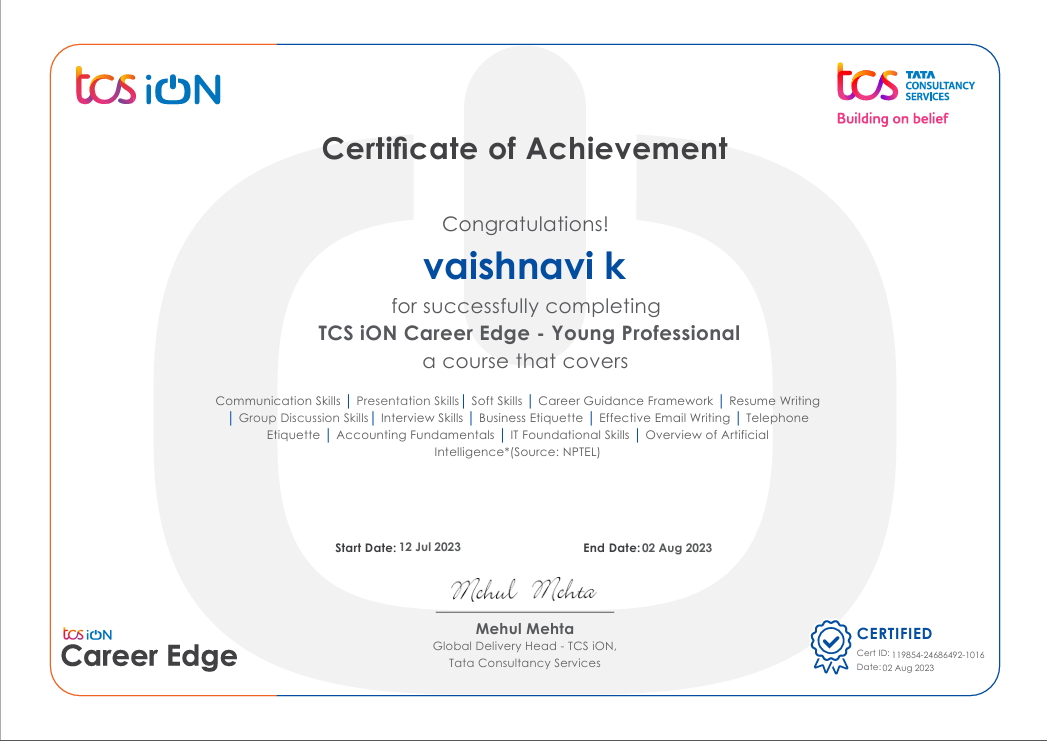 tcs iON
tcs TATA
CONSULTANCY
SERVICES
Building on belief
Certificate of Achievement
Congratulations!
vaishnavi k
for successfully completing
TCS iON Career Edge - Young Professional
a course that covers
Communication Skills | Presentation Skills | Soft Skills | Career Guidance Framework | Resume Writing
| Group Discussion Skills | Interview Skills | Business Etiquette | Effective Email Writing | Telephone
Etiquette | Accounting Fundamentals | IT Foundational Skills | Overview of Artificial
Intelligence*(Source: NPTEL)
Start Date: 12 Jul 2023 End Date: 02 Aug 2023
Mehul Mehta
Mehul Mehta
Global Delivery Head - TCS iON,
Tata Consultancy Services
tcs iON
Career Edge
CERTIFIED
Cert ID: 119854-24686492-1016
Date: 02 Aug 2023